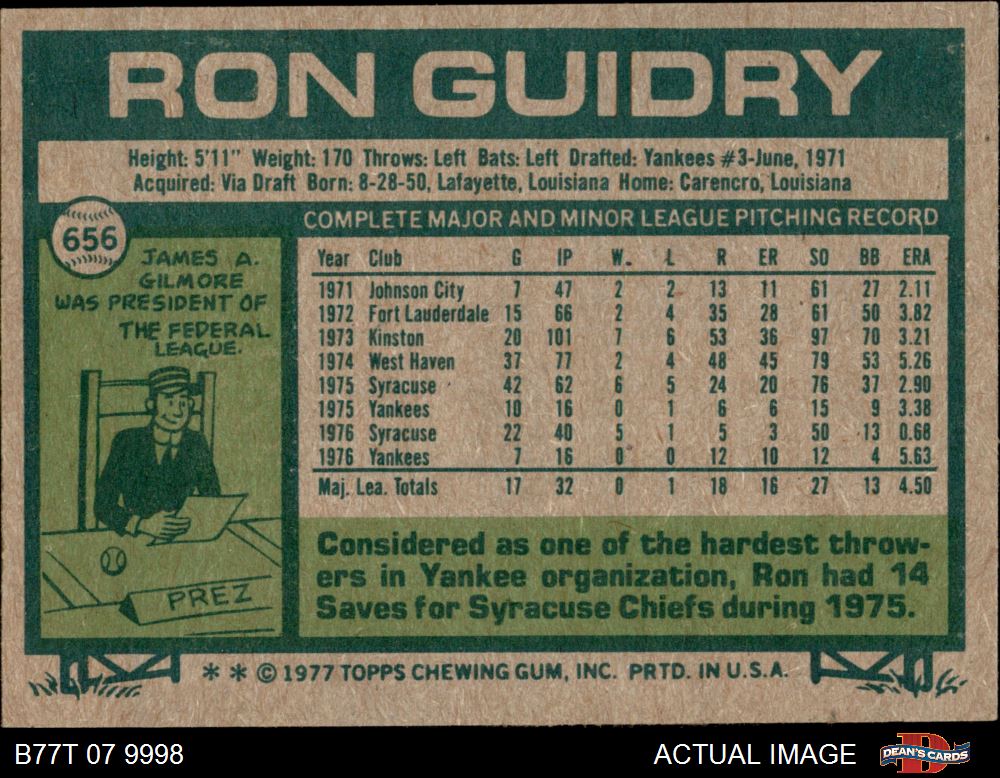 RON GUIDRY
Height: 5'11" Weight: 170 Throws: Left Bats: Left Drafted: Yankees #3-June, 1971
Acquired: Via Draft Born: 8-28-50, Lafayette, Louisiana Home: Carencro, Louisiana
656
JAMES A.
GILMORE
WAS PRESIDENT OF
THE FEDERAL
LEAGUE.
PREZ
COMPLETE MAJOR AND MINOR LEAGUE PITCHING RECORD
Year Club G IP W. L R ER SO BB ERA
1971 Johnson City 7 47 2 2 13 11 61 27 2.11
1972 Fort Lauderdale 15 66 2 4 35 28 61 50 3.82
1973 Kinston 20 101 7 6 53 36 97 70 3.21
1974 West Haven 37 77 2 4 48 45 79 53 5.26
1975 Syracuse 42 62 6 5 24 20 76 37 2.90
1975 Yankees 10 16 0 1 6 6 15 9 3.38
1976 Syracuse 22 40 5 1 5 3 50 13 0.68
1976 Yankees 7 16 0 0 12 10 12 4 5.63
Maj. Lea. Totals 17 32 0 1 18 16 27 13 4.50
Considered as one of the hardest throw-
ers in Yankee organization, Ron had 14
Saves for Syracuse Chiefs during 1975.
** © 1977 TOPPS CHEWING GUM, INC. PRTD. IN U.S.A.
B77T 07 9998 ACTUAL IMAGE DEAN'S CARDS